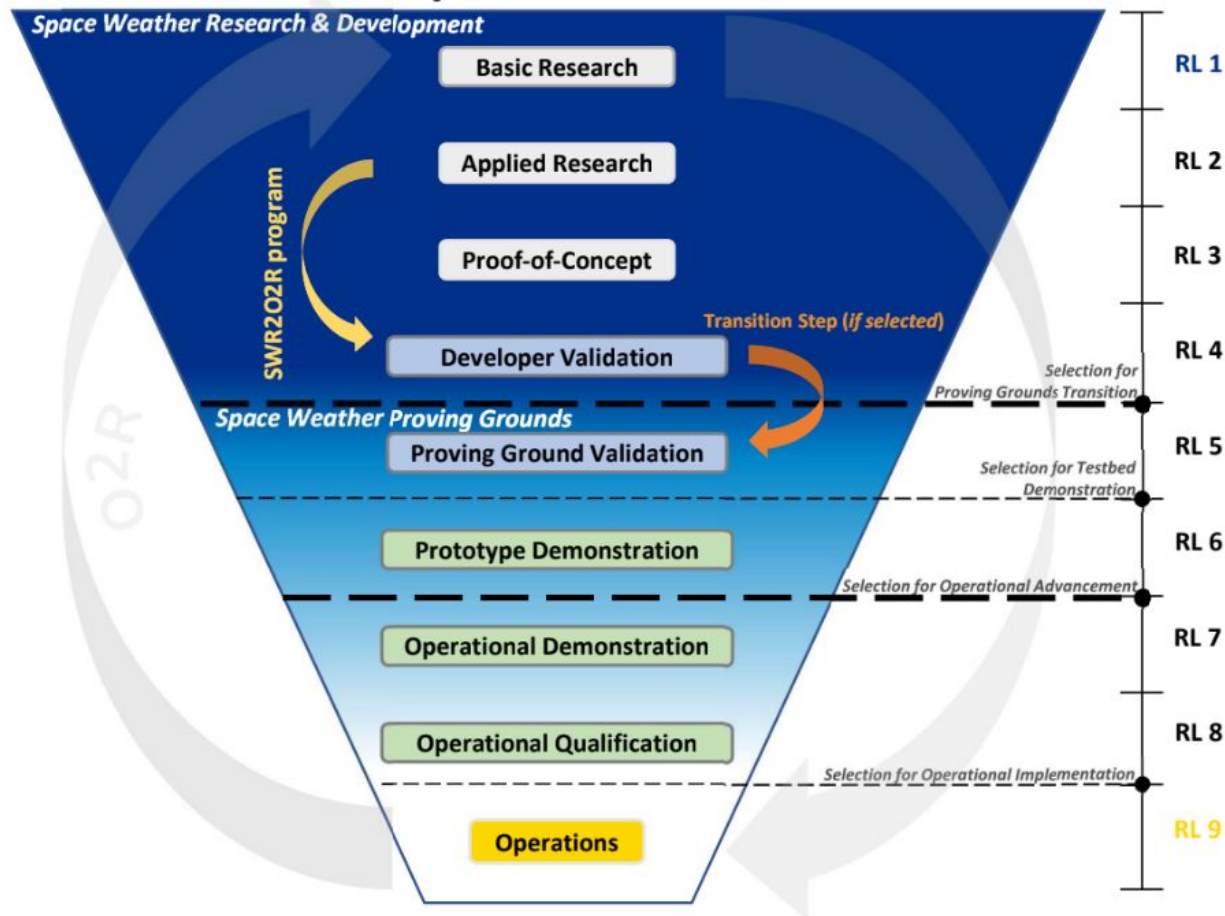 Space Weather Research & Development
Basic Research
RL 1
Applied Research
RL 2
SWR2O2R program
Proof-of-Concept
RL 3
Transition Step (if selected)
Developer Validation
RL 4
Selection for
Proving Grounds Transition
Space Weather Proving Grounds
Proving Ground Validation
RL 5
O2R
Selection for Testbed
Demonstration
Prototype Demonstration
RL 6
Selection for Operational Advancement
Operational Demonstration
RL 7
Operational Qualification
RL 8
Selection for Operational Implementation
Operations
RL 9